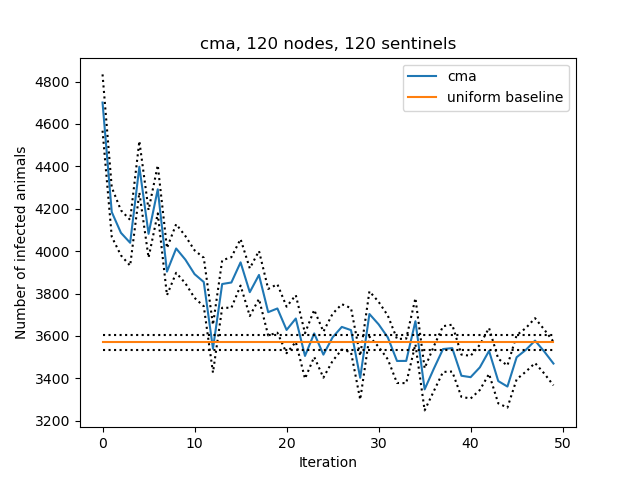 cma, 120 nodes, 120 sentinels
cma
uniform baseline
Number of infected animals
4800
4600
4400
4200
4000
3800
3600
3400
3200
0 10 20 30 40 50
Iteration